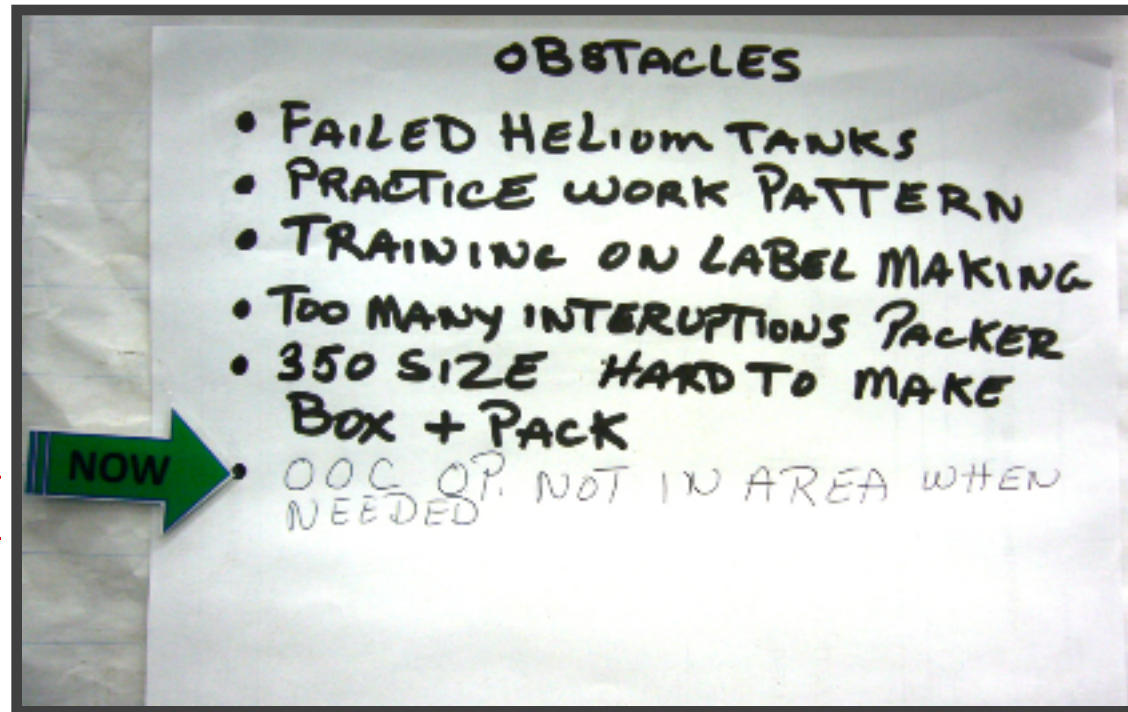 OBSTACLES
• FAILED HELIUM TANKS
• PRACTICE WORK PATTERN
• TRAINING ON LABEL MAKING
• TOO MANY INTERUPTIONS PACKER
• 350 SIZE HARD TO MAKE
BOX + PACK
NOW
• OOC OP. NOT IN AREA WHEN
NEEDED